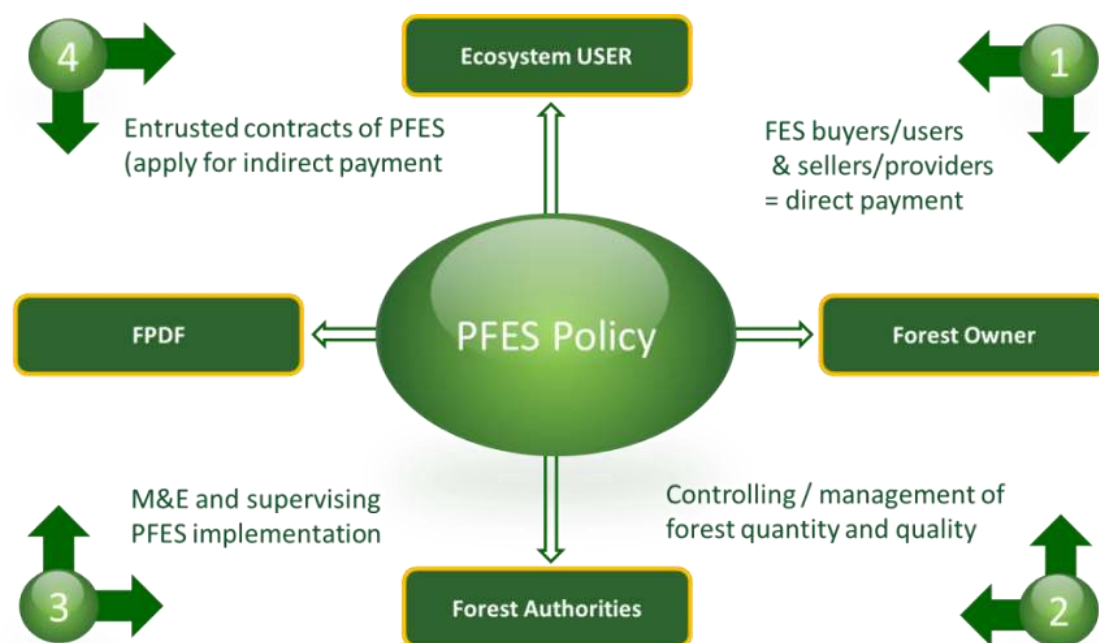 4
Ecosystem USER
1
Entrusted contracts of PFES
(apply for indirect payment
FES buyers/users
& sellers/providers
= direct payment
FPDF
PFES Policy
Forest Owner
M&E and supervising
PFES implementation
Controlling / management of
forest quantity and quality
3
Forest Authorities
2